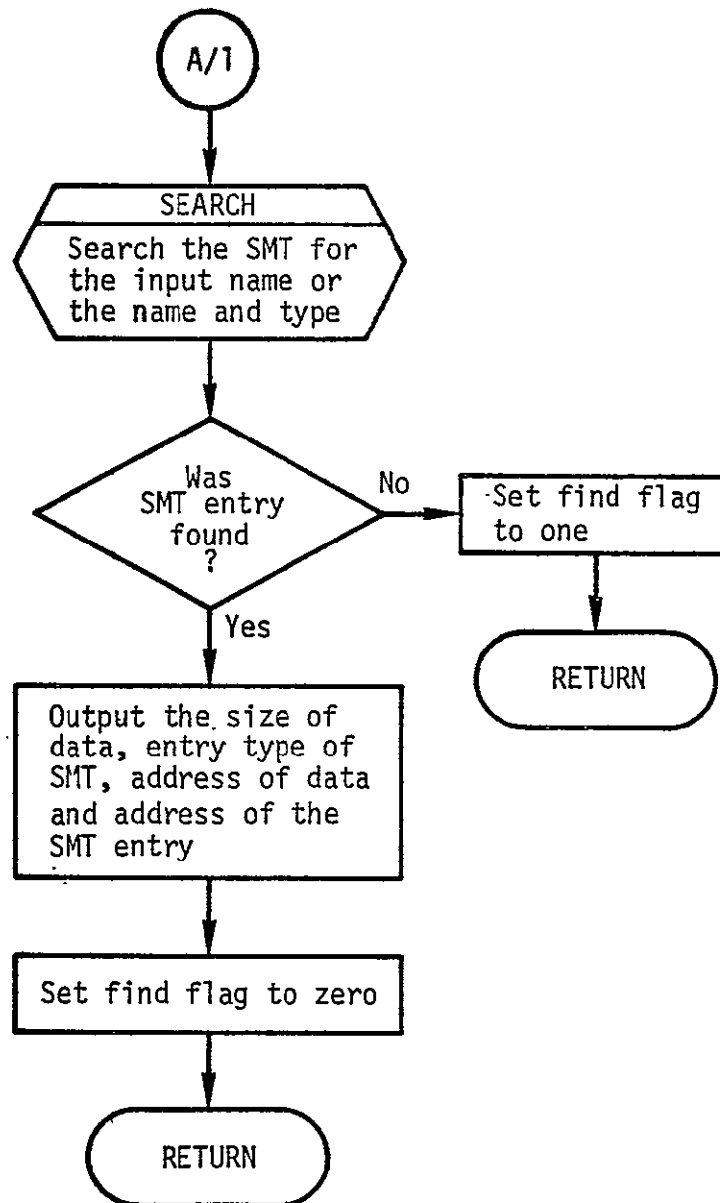 A/1
SEARCH
Search the SMT for
the input name or
the name and type
Was
SMT entry
found
?
No
Set find flag
to one
RETURN
Yes
Output the size of
data, entry type of
SMT, address of data
and address of the
SMT entry
Set find flag to zero
RETURN